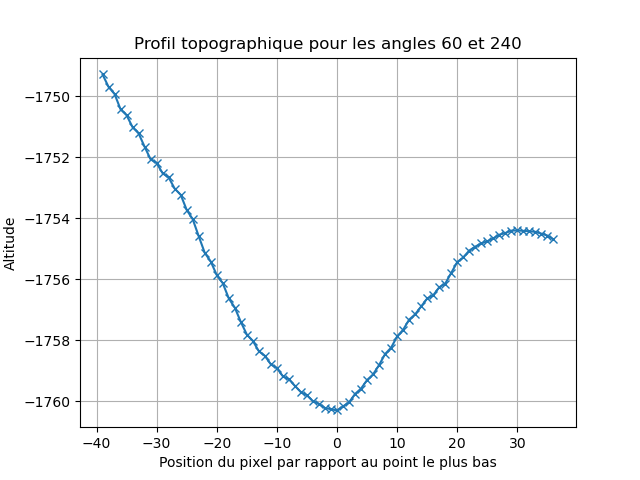 Profil topographique pour les angles 60 et 240
Altitude
−1750
−1752
−1754
−1756
−1758
−1760
−40 −30 −20 −10 0 10 20 30
Position du pixel par rapport au point le plus bas